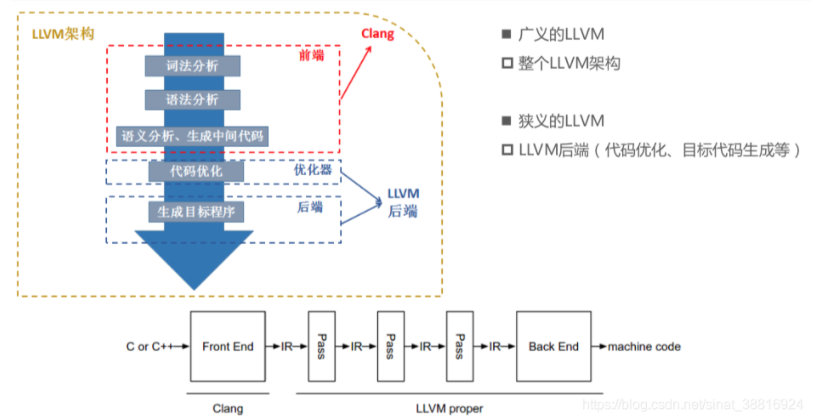 LLVM架构
Clang
前端
词法分析
语法分析
语义分析、生成中间代码
代码优化
优化器
LLVM
后端
生成目标程序
后端
■ 广义的LLVM
□ 整个LLVM架构
■ 狭义的LLVM
□ LLVM后端（代码优化、目标代码生成等）
C or C++ Front End IR Pass IR Pass IR Pass IR Back End machine code
Clang
LLVM proper
https://blog.csdn.net/sinat_38816924